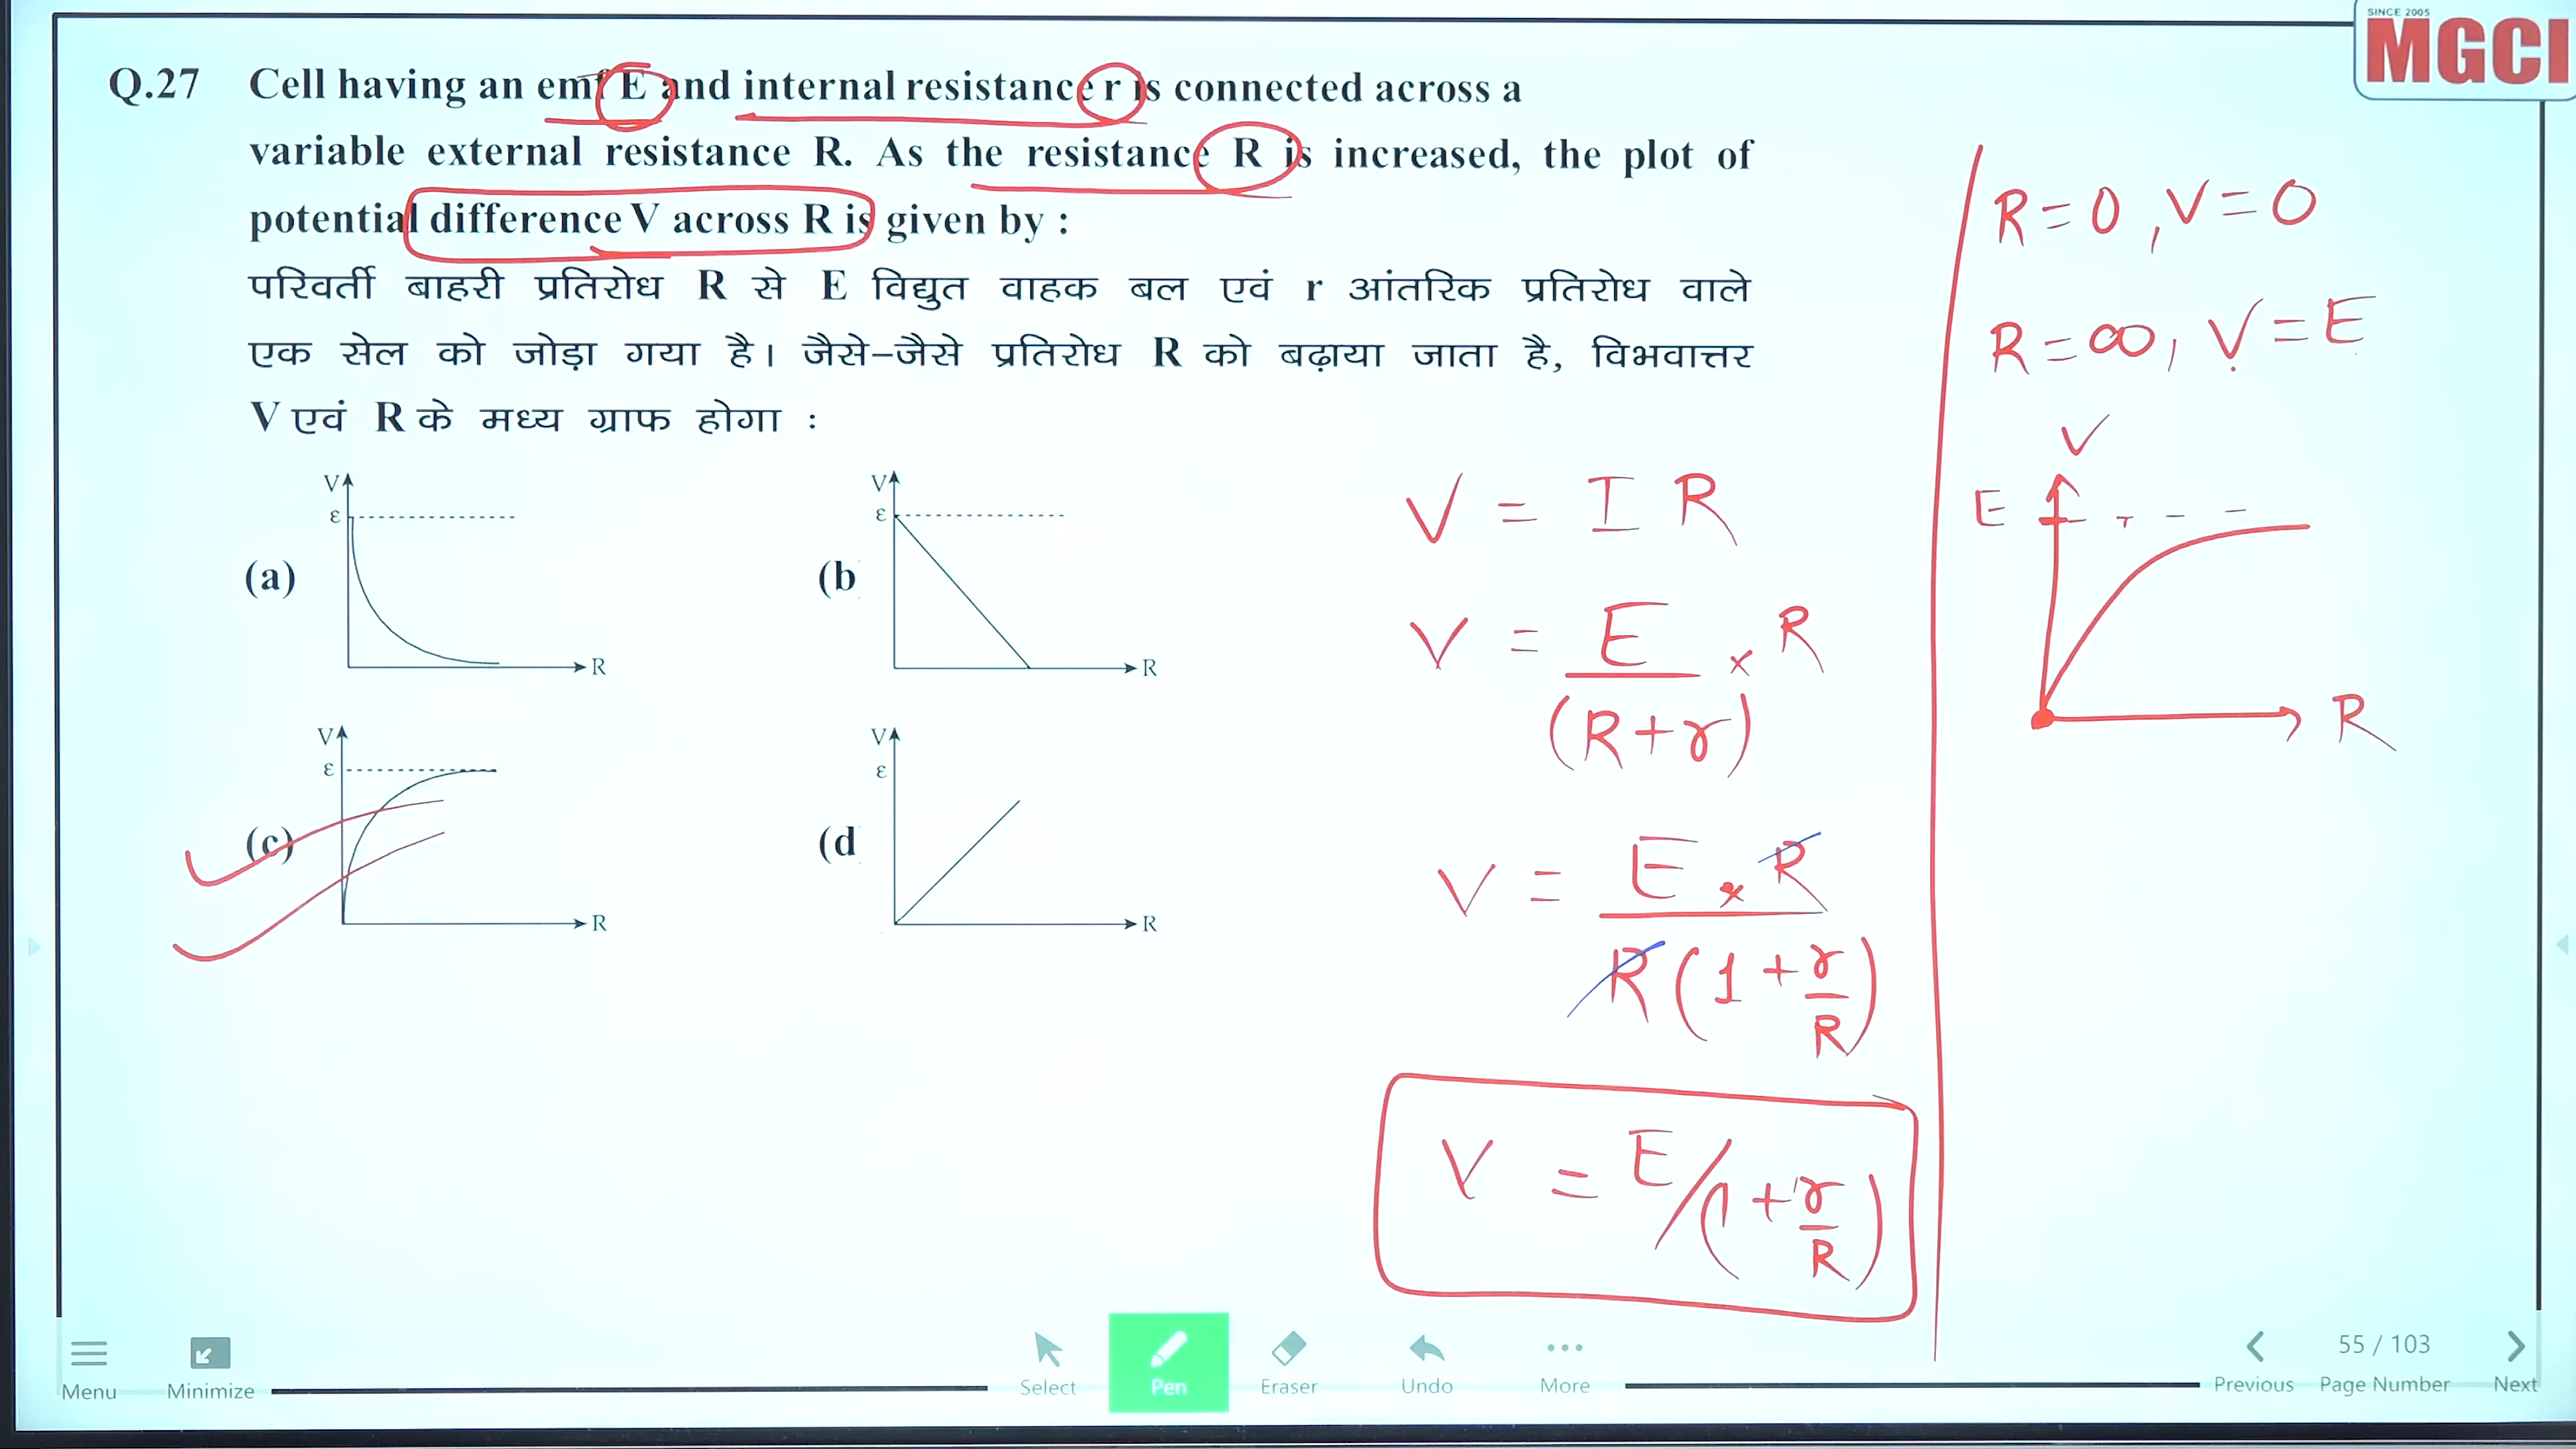 SINCE 2005
MGCI
Q.27 Cell having an emf E and internal resistance r is connected across a
variable external resistance R. As the resistance R is increased, the plot of
potential difference V across R is given by :
परिवर्ती बाहरी प्रतिरोध R से E विद्युत वाहक बल एवं r आंतरिक प्रतिरोध वाले
एक सेल को जोड़ा गया है। जैसे–जैसे प्रतिरोध R को बढ़ाया जाता है, विभवात्तर
V एवं R के मध्य ग्राफ होगा :
(a)
V
ε
R
(b
V
ε
R
(c)
V
ε
R
(d
V
ε
R
V = I R
V = E × R
(R+r)
V = E × R
R(1 + r
R)
V = E/(1 + r
R)
R=0, V=0
R=∞, V=E
V
E
R
Menu
Minimize
Select
Pen
Eraser
Undo
More
Previous
55 / 103
Page Number
Next